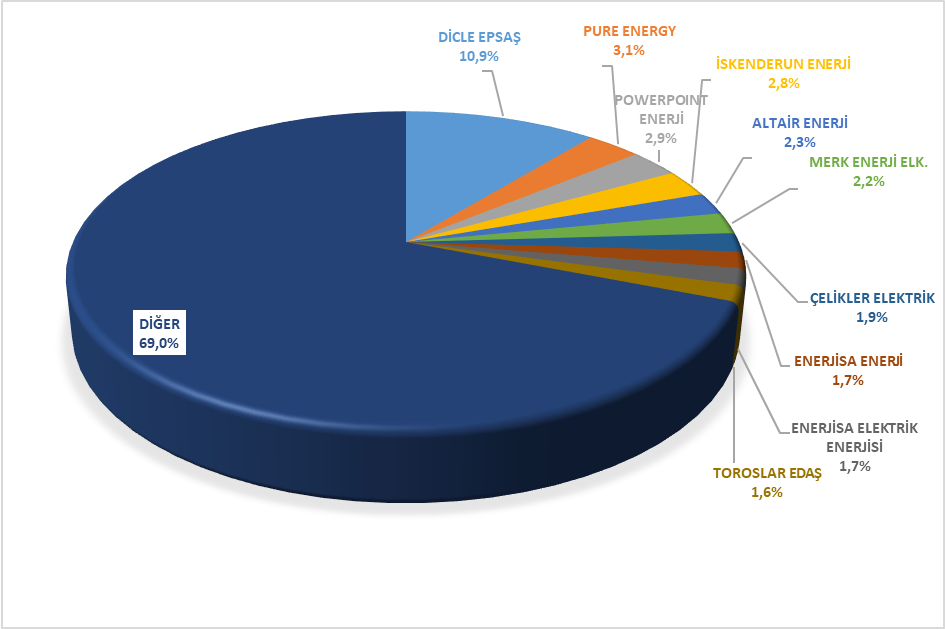 DİCLE EPSAŞ
10,9%
PURE ENERGY
3,1%
POWERPOINT
ENERJİ
2,9%
İSKENDERUN ENERJİ
2,8%
ALTAİR ENERJİ
2,3%
MERK ENERJİ ELK.
2,2%
ÇELİKLER ELEKTRİK
1,9%
ENERJİSA ENERJİ
1,7%
ENERJİSA ELEKTRİK
ENERJİSİ
1,7%
TOROSLAR EDAŞ
1,6%
DİĞER
69,0%